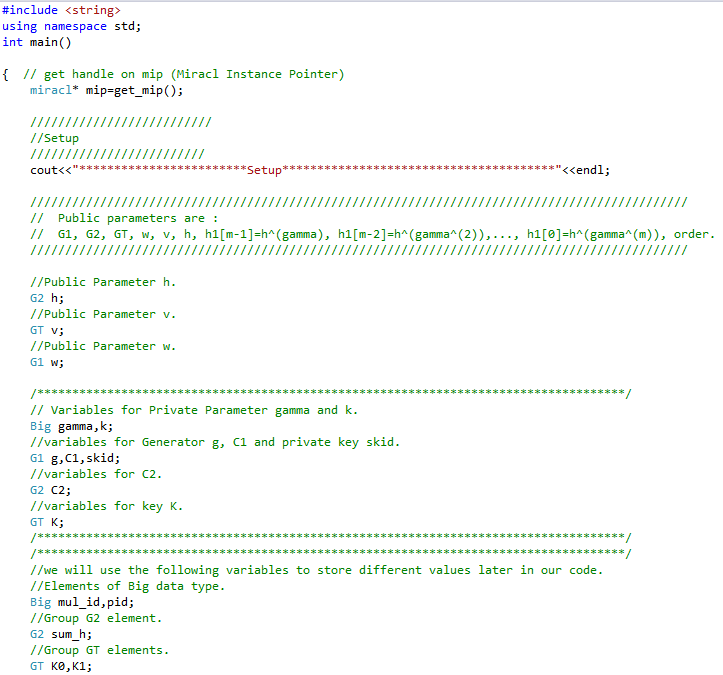 #include <string>
using namespace std;
int main()
{ // get handle on mip (Miracl Instance Pointer)
miracl* mip=get_mip();
//////////////////////////
//Setup
/////////////////////////
cout<<"************************Setup***************************************"<<endl;
//////////////////////////////////////////////////////////////////////////////////////////////
// Public parameters are :
// G1, G2, GT, w, v, h, h1[m-1]=h^(gamma), h1[m-2]=h^(gamma^(2)),..., h1[0]=h^(gamma^(m)), order.
//////////////////////////////////////////////////////////////////////////////////////////////
//Public Parameter h.
G2 h;
//Public Parameter v.
GT v;
//Public Parameter w.
G1 w;
/************************************************************************************/
// Variables for Private Parameter gamma and k.
Big gamma,k;
//variables for Generator g, C1 and private key skid.
G1 g,C1,skid;
//variables for C2.
G2 C2;
//variables for key K.
GT K;
/************************************************************************************/
/************************************************************************************/
//we will use the following variables to store different values later in our code.
//Elements of Big data type.
Big mul_id,pid;
//Group G2 element.
G2 sum_h;
//Group GT elements.
GT K0,K1;